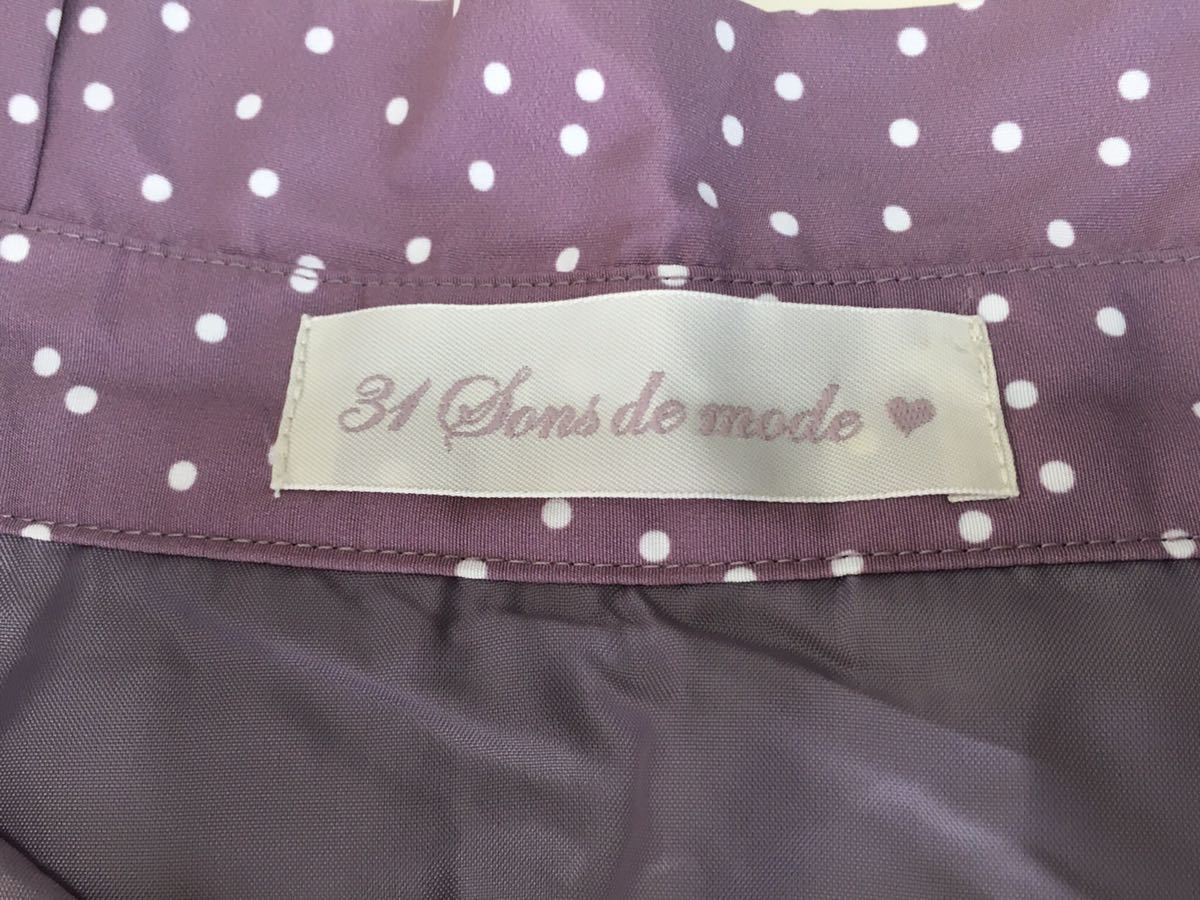 31 Sons de mode ♥